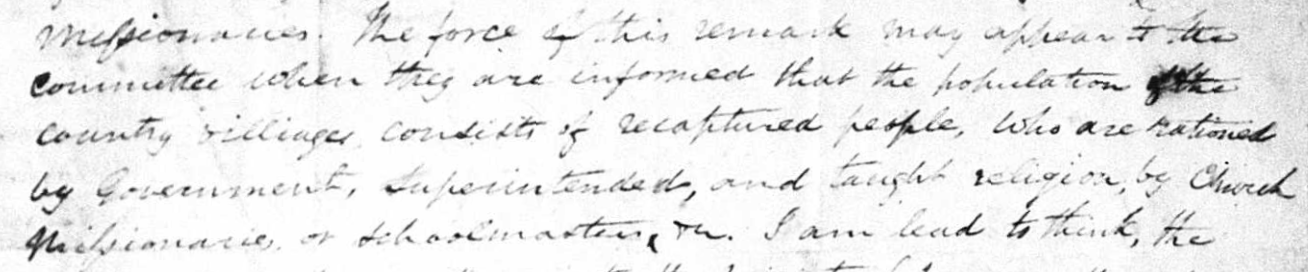 Missionaries. The force of this remark may appear to the
committee when they are informed that the population of the
country villiages, consists of recaptured people, who are rationed
by Government, superintended, and taught religion, by Church
Missionaries, or schoolmasters, &c. I am lead to think, the